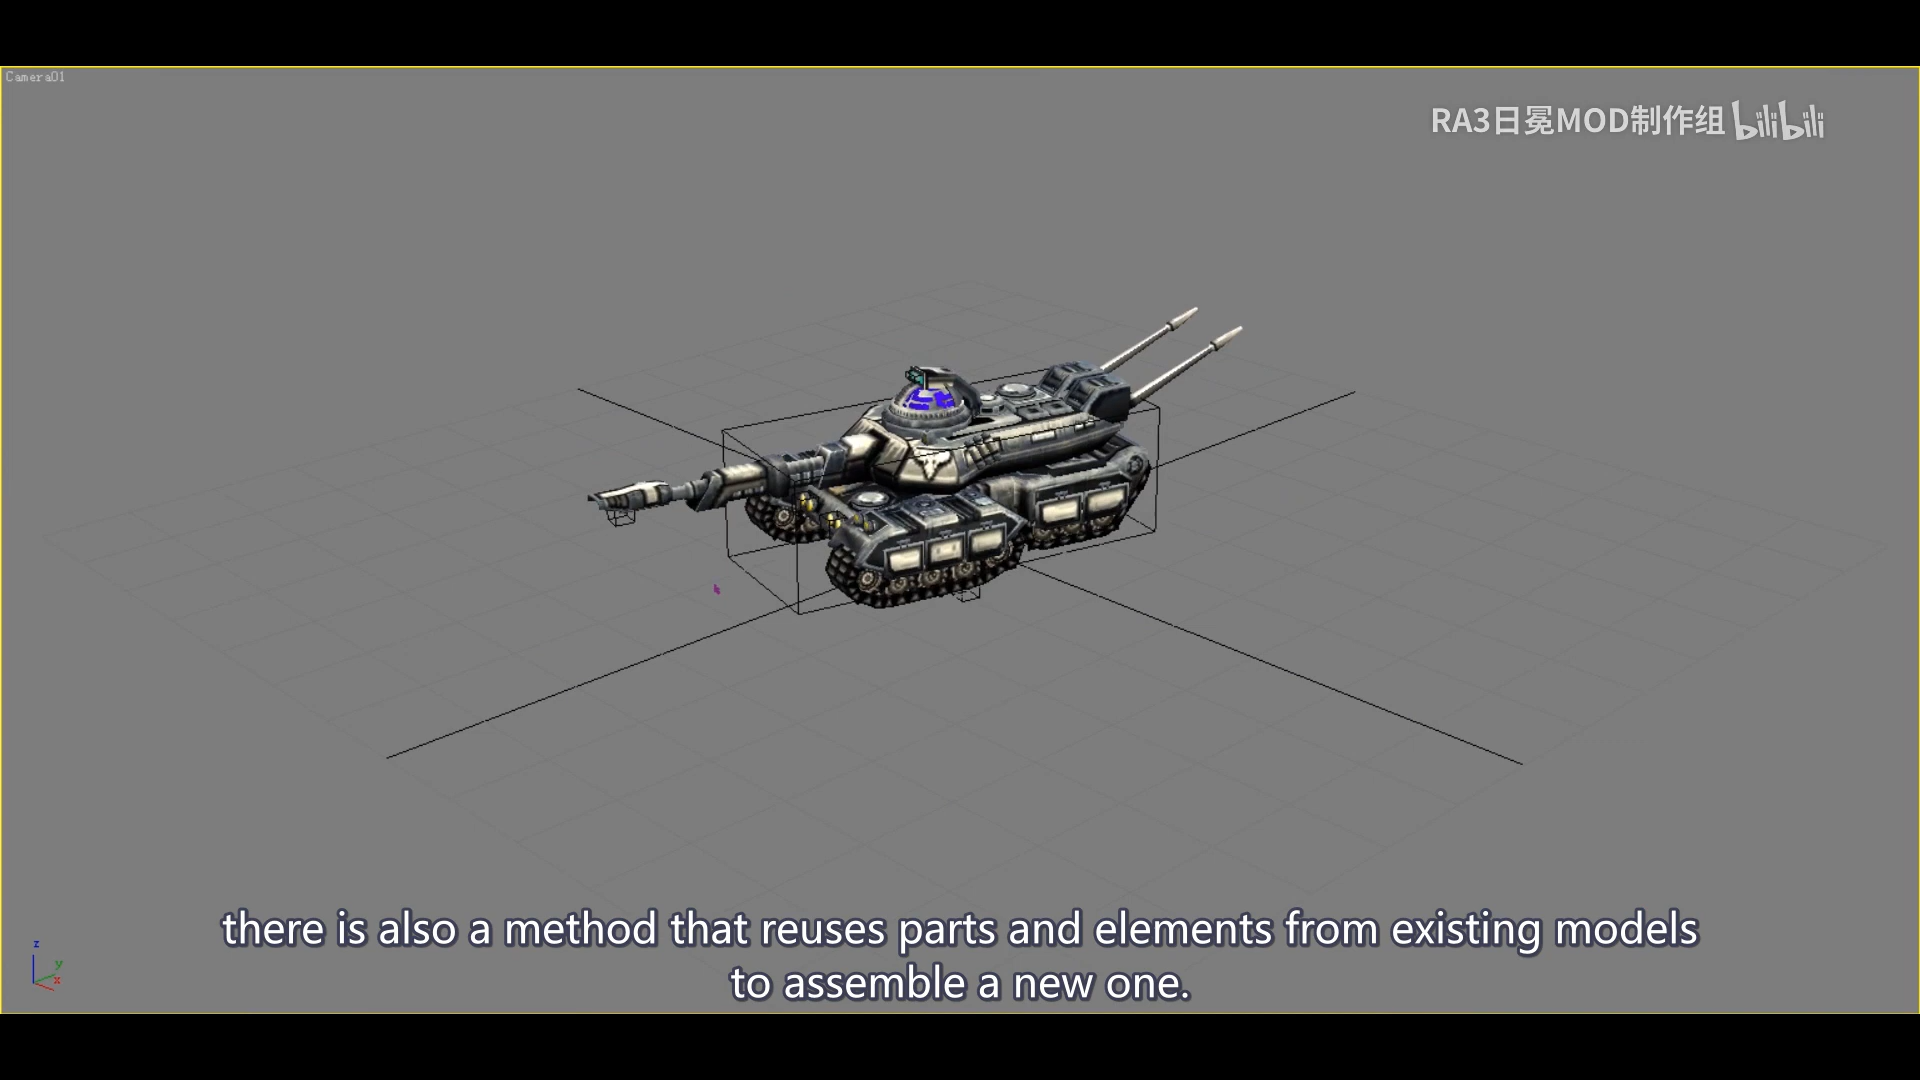 Camera01
RA3日冕MOD制作组 bilibili
there is also a method that reuses parts and elements from existing models
to assemble a new one.
z
y
x